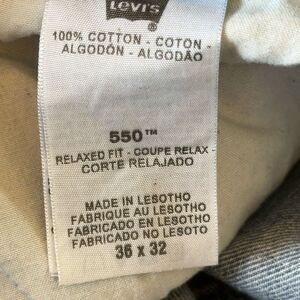 Levi's
®
100% COTTON - COTON -
ALGODÓN - ALGODÃO
550™
RELAXED FIT - COUPE RELAX -
CORTE RELAJADO
MADE IN LESOTHO
FABRIQUE AU LESOTHO
FABRICADO EN LESOTHO
FABRICADO NO LESOTO
36 X 32